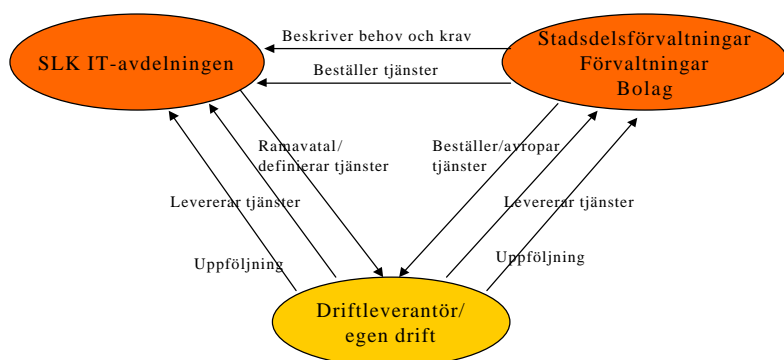 Beskriver behov och krav
Stadsdelsförvaltningar
Förvaltningar
Bolag
SLK IT-avdelningen
Beställer tjänster
Ramavatal/
definierar tjänster
Beställer/avropar
tjänster
Levererar tjänster
Levererar tjänster
Uppföljning
Uppföljning
Driftleverantör/
egen drift